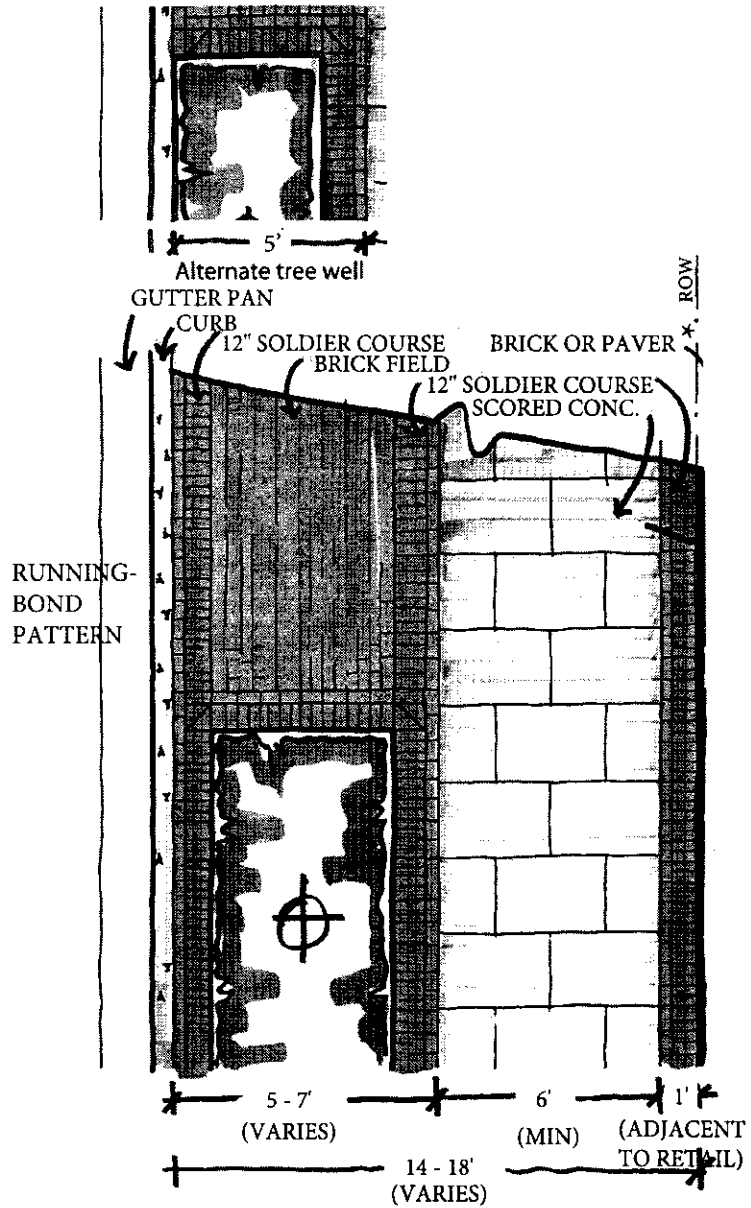 5'
Alternate tree well
GUTTER PAN
CURB
12" SOLDIER COURSE
BRICK FIELD
BRICK OR PAVER
*
ROW
12" SOLDIER COURSE
SCORED CONC.
RUNNING-
BOND
PATTERN
5 - 7'
(VARIES)
6'
(MIN)
1'
(ADJACENT
TO RETAIL)
14 - 18'
(VARIES)